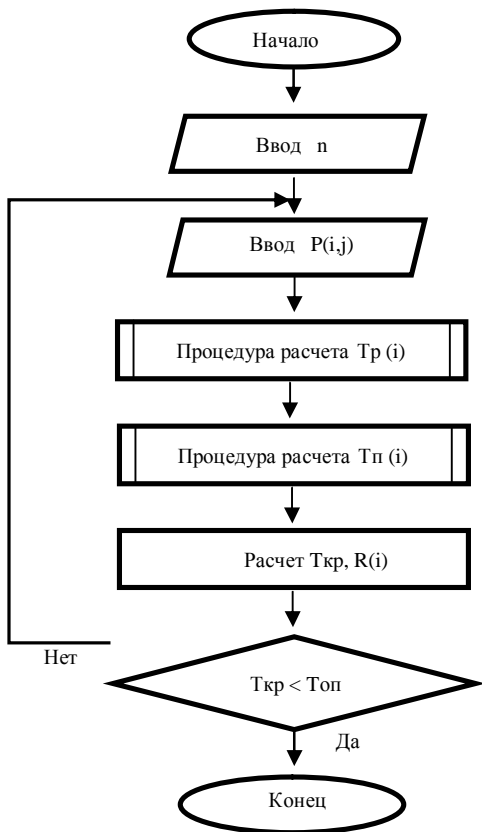 Начало
Ввод n
Ввод P(i,j)
Процедура расчета Тр (i)
Процедура расчета Тп (i)
Расчет Ткр, R(i)
Нет
Ткр < Топ
Да
Конец